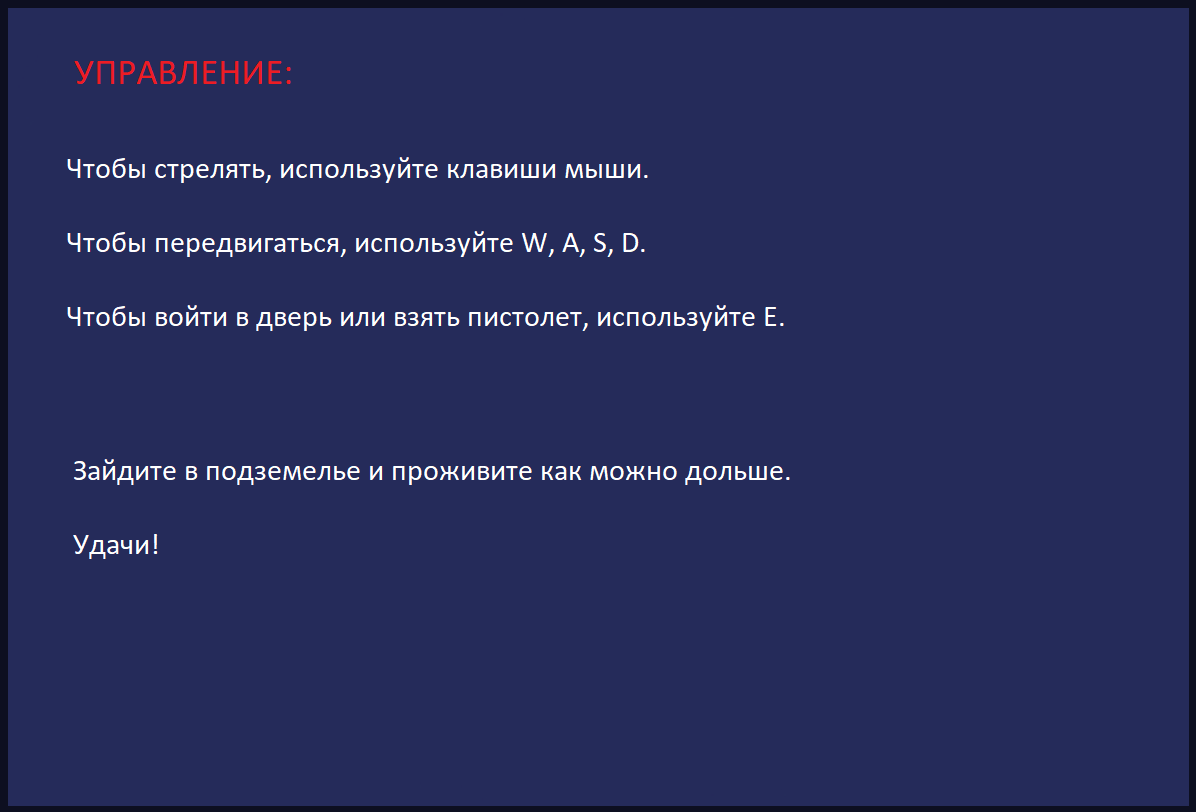 УПРАВЛЕНИЕ:
Чтобы стрелять, используйте клавиши мыши.
Чтобы передвигаться, используйте W, A, S, D.
Чтобы войти в дверь или взять пистолет, используйте E.
Зайдите в подземелье и проживите как можно дольше.
Удачи!